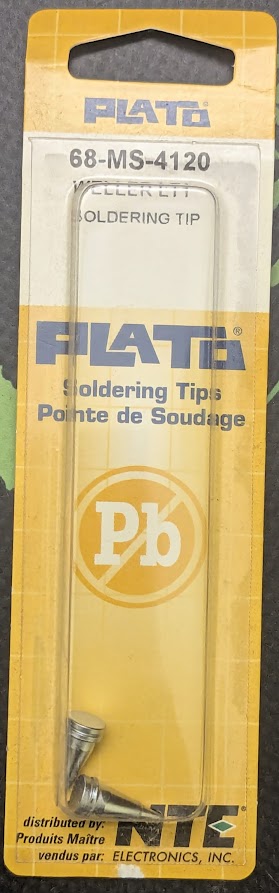 PLATO®
68-MS-4120
WELLER LT1
SOLDERING TIP
PLATO®
Soldering Tips
Pointe de Soudage
Pb
distributed by:
Produits Maître
vendus par:
NTE
ELECTRONICS, INC.